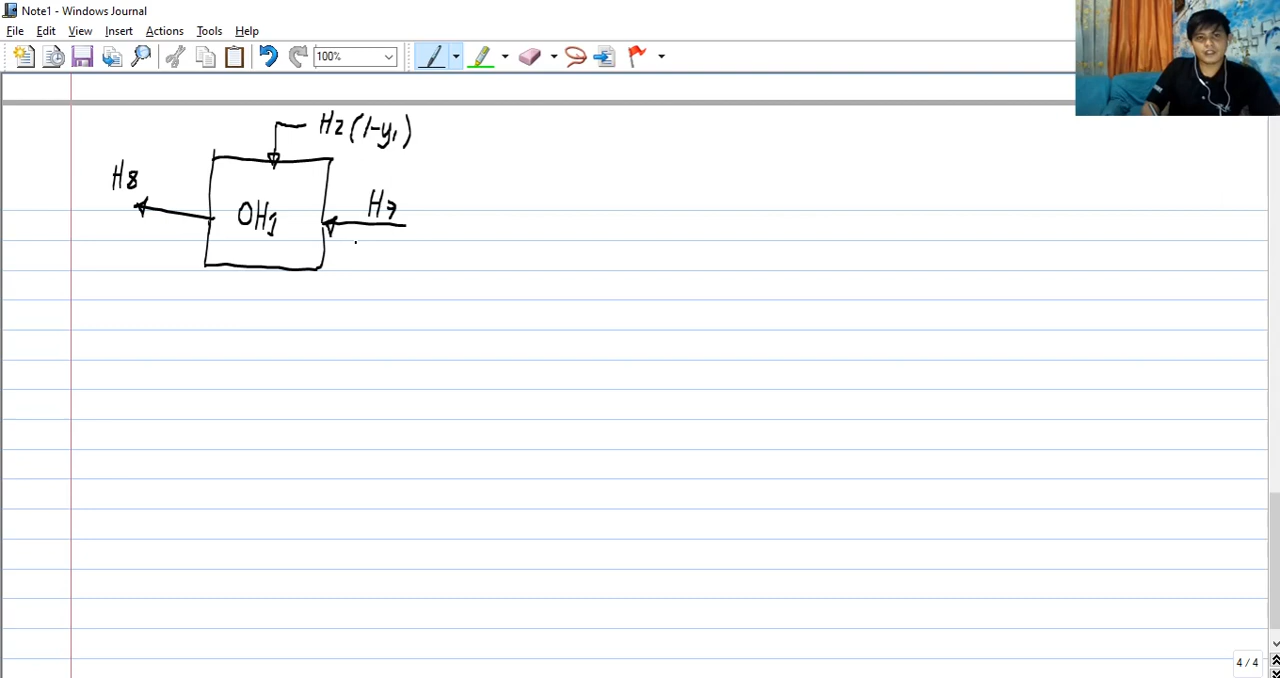 Note1 - Windows Journal
File Edit View Insert Actions Tools Help
100%
H2(1-y1)
H8
H7
OH1
4 / 4